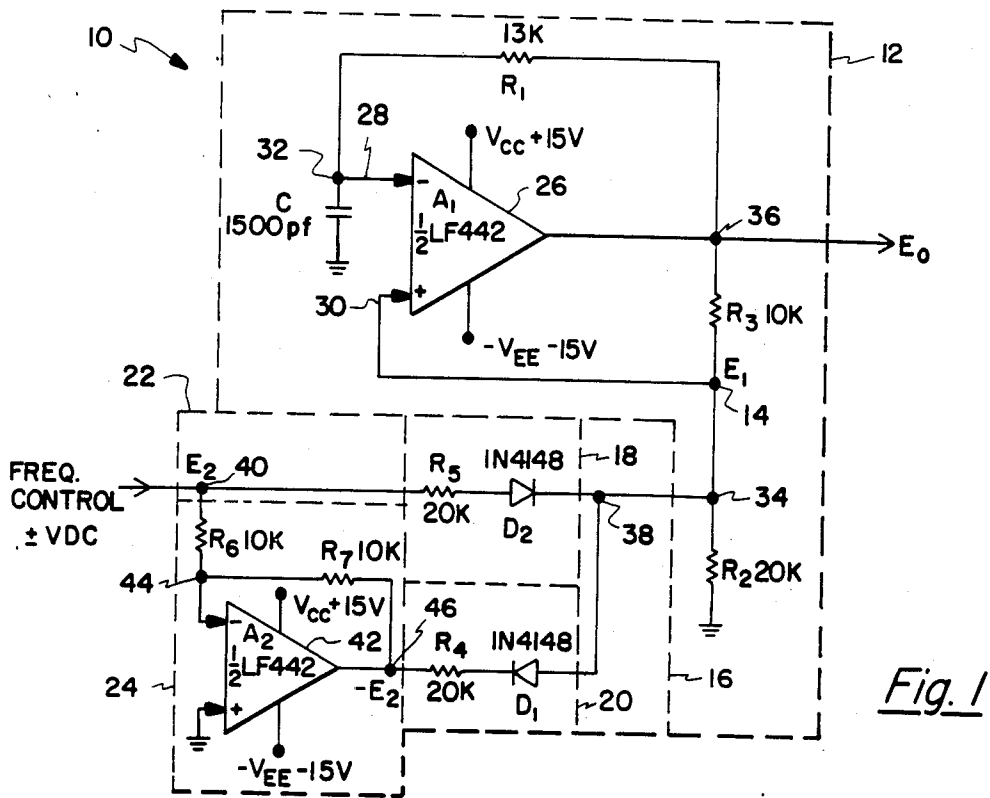 10
13K
R1
12
VCC +15V
28
32
26
C
1500pf
-
A1
1/2 LF442
+
36
E0
30
R3 10K
-VEE -15V
E1
14
22
FREQ.
CONTROL
± VDC
E2
40
R5
20K
1N4148
D2
18
38
34
R6 10K
R7 10K
44
VCC +15V
46
R2 20K
-
A2
1/2 LF442
+
42
-E2
R4
20K
1N4148
D1
24
20
16
Fig. 1
-VEE -15V